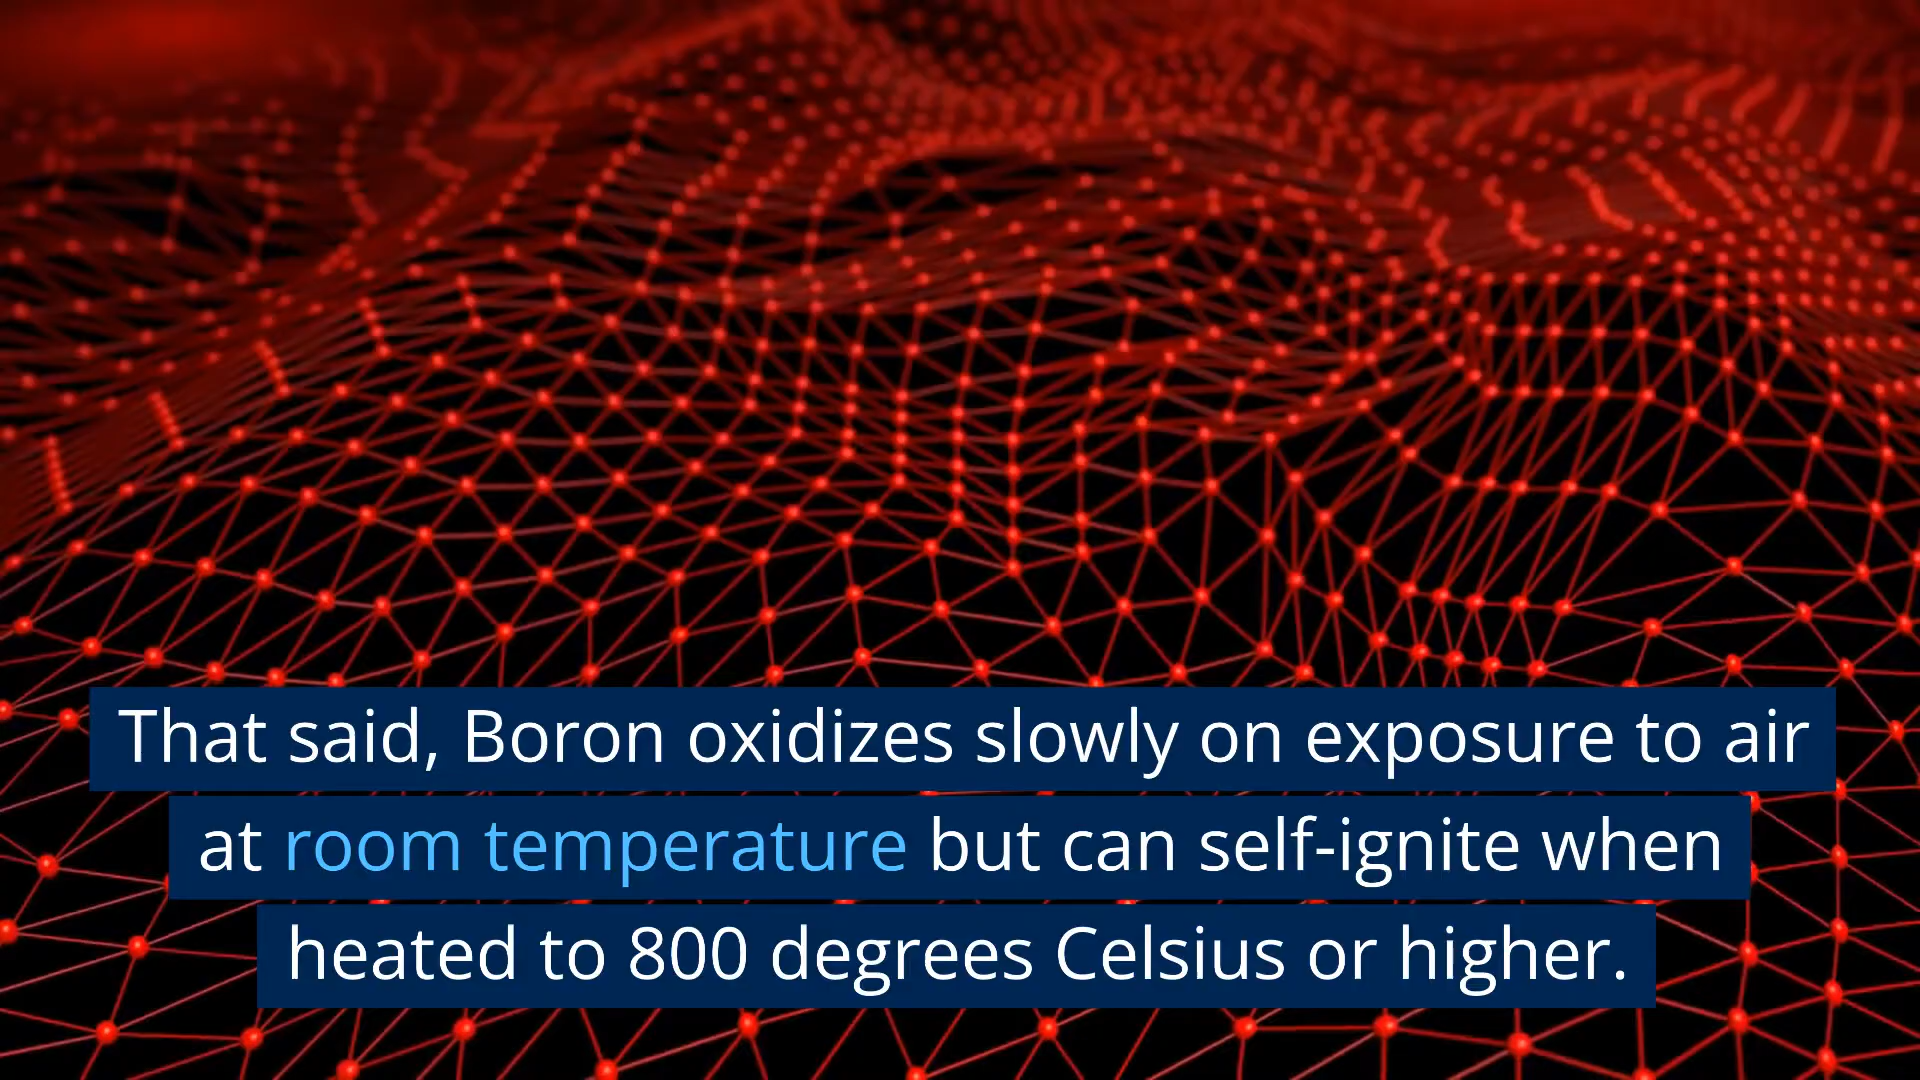 That said, Boron oxidizes slowly on exposure to air
at room temperature but can self-ignite when
heated to 800 degrees Celsius or higher.